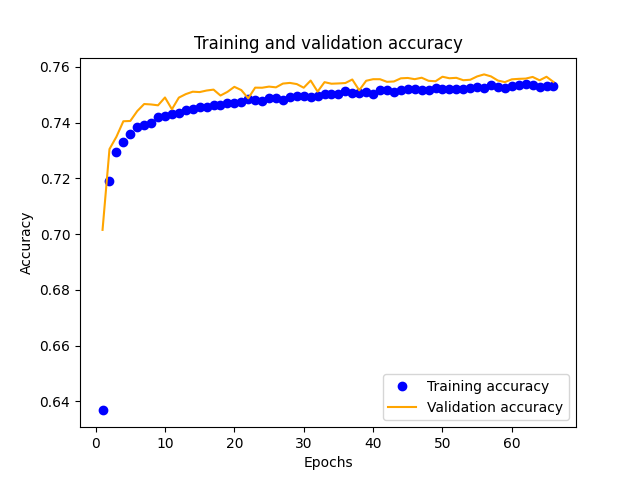 Training and validation accuracy
0.76
0.74
0.72
0.70
0.68
0.66
0.64
Accuracy
0
10
20
30
40
50
60
Epochs
Training accuracy
Validation accuracy